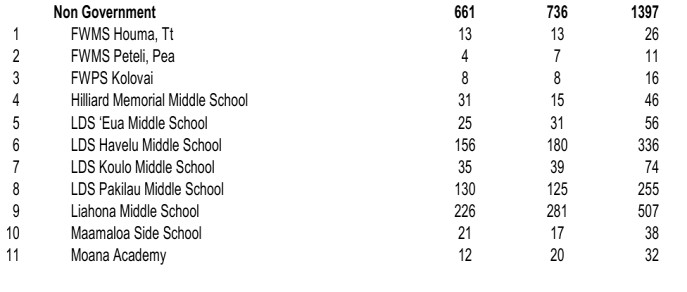 Non Government 661 736 1397
1 FWMS Houma, Tt 13 13 26
2 FWMS Peteli, Pea 4 7 11
3 FWPS Kolovai 8 8 16
4 Hilliard Memorial Middle School 31 15 46
5 LDS ‘Eua Middle School 25 31 56
6 LDS Havelu Middle School 156 180 336
7 LDS Koulo Middle School 35 39 74
8 LDS Pakilau Middle School 130 125 255
9 Liahona Middle School 226 281 507
10 Maamaloa Side School 21 17 38
11 Moana Academy 12 20 32